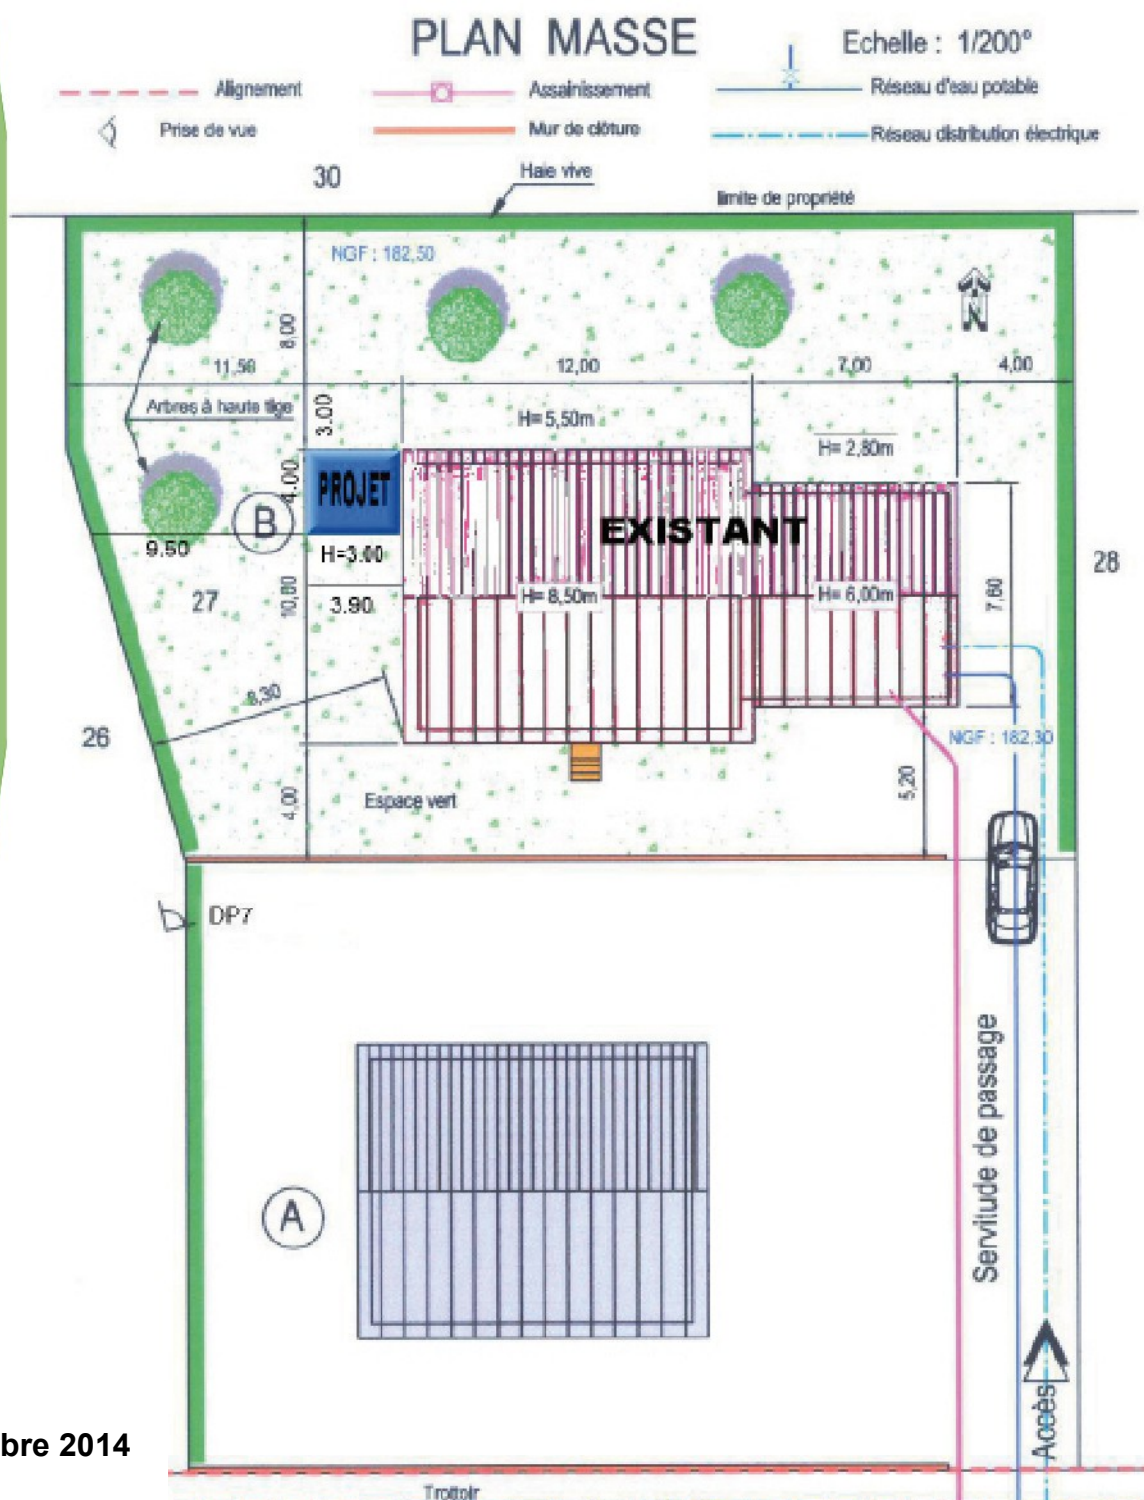 PLAN MASSE
Echelle : 1/200°
Alignement
Assainissement
Réseau d'eau potable
Prise de vue
Mur de clôture
Réseau distribution électrique
30
Haie vive
limite de propriété
NGF : 182,50
N
8,00
11,50
12,00
7,00
4,00
Arbres à haute tige
3.00
H= 5,50m
H= 2,80m
4.00
PROJET
B
EXISTANT
9.50
H=3.00
28
27
10,00
3.90
H= 8,50m
H= 6,00m
7,60
8,30
26
NGF : 182,30
4,00
Espace vert
5,20
DP7
Servitude de passage
A
Accès
bre 2014
Trottoir